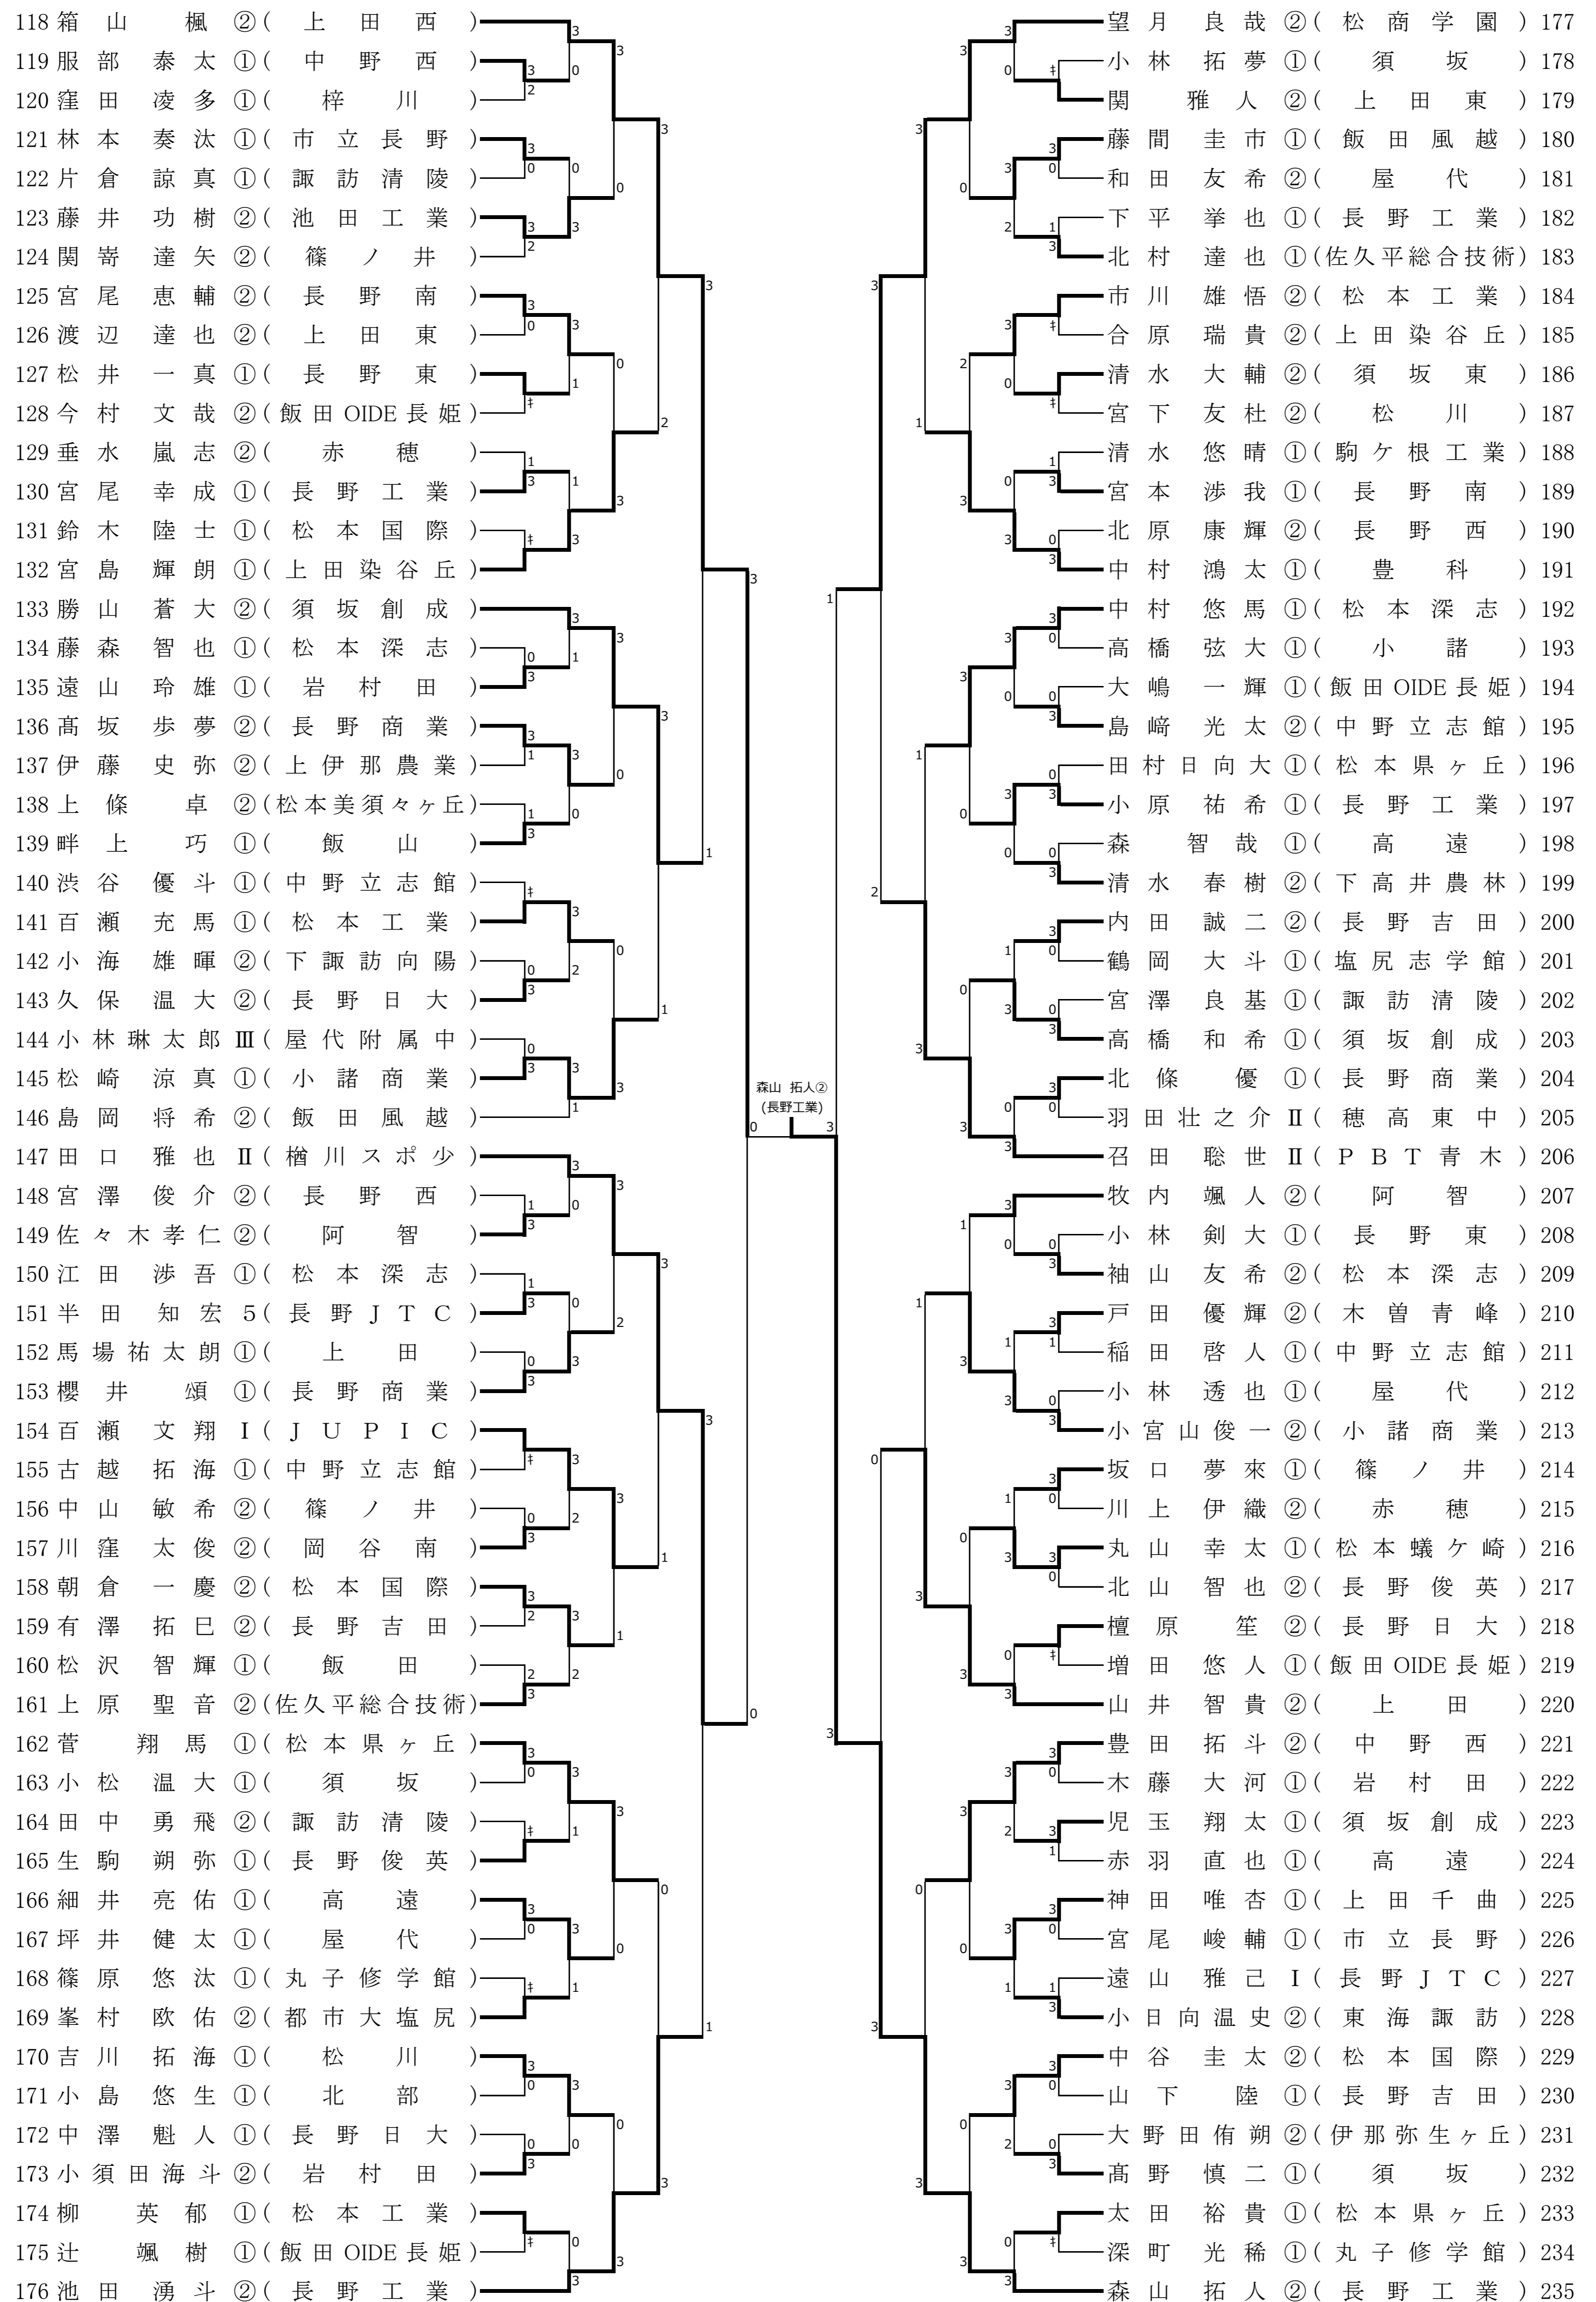 118 箱山 楓 ② ( 上田西 )
119 服部 泰太 ① ( 中野西 )
120 窪田 凌多 ① ( 梓川 )
121 林本 奏汰 ① ( 市立長野 )
122 片倉 諒真 ① ( 諏訪清陵 )
123 藤井 功樹 ② ( 池田工業 )
124 関嵜 達矢 ② ( 篠ノ井 )
125 宮尾 恵輔 ② ( 長野南 )
126 渡辺 達也 ② ( 上田東 )
127 松井 一真 ① ( 長野東 )
128 今村 文哉 ② ( 飯田OIDE長姫 )
129 垂水 嵐志 ② ( 赤穂 )
130 宮尾 幸成 ① ( 長野工業 )
131 鈴木 陸士 ① ( 松本国際 )
132 宮島 輝朗 ① ( 上田染谷丘 )
133 勝山 蒼大 ② ( 須坂創成 )
134 藤森 智也 ① ( 松本深志 )
135 遠山 玲雄 ① ( 岩村田 )
136 髙坂 歩夢 ② ( 長野商業 )
137 伊藤 史弥 ② ( 上伊那農業 )
138 上條 卓 ② ( 松本美須々ヶ丘 )
139 畔上 巧 ① ( 飯山 )
140 渋谷 優斗 ① ( 中野立志館 )
141 百瀬 充馬 ① ( 松本工業 )
142 小海 雄暉 ② ( 下諏訪向陽 )
143 久保 温大 ② ( 長野日大 )
144 小林琳太郎 Ⅲ ( 屋代附属中 )
145 松崎 涼真 ① ( 小諸商業 )
146 島岡 将希 ② ( 飯田風越 )
147 田口 雅也 Ⅱ ( 楢川スポ少 )
148 宮澤 俊介 ② ( 長野西 )
149 佐々木孝仁 ② ( 阿智 )
150 江田 渉吾 ① ( 松本深志 )
151 半田 知宏 5 ( 長野JTC )
152 馬場祐太朗 ① ( 上田 )
153 櫻井 頌 ① ( 長野商業 )
154 百瀬 文翔 Ⅰ ( JUPIC )
155 古越 拓海 ① ( 中野立志館 )
156 中山 敏希 ② ( 篠ノ井 )
157 川窪 太俊 ② ( 岡谷南 )
158 朝倉 一慶 ② ( 松本国際 )
159 有澤 拓巳 ② ( 長野吉田 )
160 松沢 智輝 ① ( 飯田 )
161 上原 聖音 ② ( 佐久平総合技術 )
162 菅 翔馬 ① ( 松本県ヶ丘 )
163 小松 温大 ① ( 須坂 )
164 田中 勇飛 ② ( 諏訪清陵 )
165 生駒 朔弥 ① ( 長野俊英 )
166 細井 亮佑 ① ( 高遠 )
167 坪井 健太 ① ( 屋代 )
168 篠原 悠汰 ① ( 丸子修学館 )
169 峯村 欧佑 ② ( 都市大塩尻 )
170 吉川 拓海 ① ( 松川 )
171 小島 悠生 ① ( 北部 )
172 中澤 魁人 ① ( 長野日大 )
173 小須田海斗 ② ( 岩村田 )
174 柳 英郁 ① ( 松本工業 )
175 辻 颯樹 ① ( 飯田OIDE長姫 )
176 池田 湧斗 ② ( 長野工業 )
森山 拓人②
(長野工業)
望月 良哉 ② ( 松商学園 ) 177
小林 拓夢 ① ( 須坂 ) 178
関 雅人 ② ( 上田東 ) 179
藤間 圭市 ① ( 飯田風越 ) 180
和田 友希 ② ( 屋代 ) 181
下平 挙也 ① ( 長野工業 ) 182
北村 達也 ① ( 佐久平総合技術 ) 183
市川 雄悟 ② ( 松本工業 ) 184
合原 瑞貴 ② ( 上田染谷丘 ) 185
清水 大輔 ② ( 須坂東 ) 186
宮下 友杜 ② ( 松川 ) 187
清水 悠晴 ① ( 駒ケ根工業 ) 188
宮本 渉我 ① ( 長野南 ) 189
北原 康輝 ② ( 長野西 ) 190
中村 鴻太 ① ( 豊科 ) 191
中村 悠馬 ① ( 松本深志 ) 192
高橋 弦大 ① ( 小諸 ) 193
大嶋 一輝 ① ( 飯田OIDE長姫 ) 194
島﨑 光太 ② ( 中野立志館 ) 195
田村日向大 ① ( 松本県ヶ丘 ) 196
小原 祐希 ① ( 長野工業 ) 197
森 智哉 ① ( 高遠 ) 198
清水 春樹 ② ( 下高井農林 ) 199
内田 誠二 ② ( 長野吉田 ) 200
鶴岡 大斗 ① ( 塩尻志学館 ) 201
宮澤 良基 ① ( 諏訪清陵 ) 202
高橋 和希 ① ( 須坂創成 ) 203
北條 優 ① ( 長野商業 ) 204
羽田壮之介 Ⅱ ( 穂高東中 ) 205
召田 聡世 Ⅱ ( PBT青木 ) 206
牧内 颯人 ② ( 阿智 ) 207
小林 剣大 ① ( 長野東 ) 208
袖山 友希 ② ( 松本深志 ) 209
戸田 優輝 ② ( 木曽青峰 ) 210
稲田 啓人 ① ( 中野立志館 ) 211
小林 透也 ① ( 屋代 ) 212
小宮山俊一 ② ( 小諸商業 ) 213
坂口 夢來 ① ( 篠ノ井 ) 214
川上 伊織 ② ( 赤穂 ) 215
丸山 幸太 ① ( 松本蟻ケ崎 ) 216
北山 智也 ② ( 長野俊英 ) 217
檀原 笙 ② ( 長野日大 ) 218
増田 悠人 ① ( 飯田OIDE長姫 ) 219
山井 智貴 ② ( 上田 ) 220
豊田 拓斗 ② ( 中野西 ) 221
木藤 大河 ① ( 岩村田 ) 222
児玉 翔太 ① ( 須坂創成 ) 223
赤羽 直也 ① ( 高遠 ) 224
神田 唯杏 ① ( 上田千曲 ) 225
宮尾 峻輔 ① ( 市立長野 ) 226
遠山 雅己 Ⅰ ( 長野JTC ) 227
小日向温史 ② ( 東海諏訪 ) 228
中谷 圭太 ② ( 松本国際 ) 229
山下 陸 ① ( 長野吉田 ) 230
大野田侑朔 ② ( 伊那弥生ヶ丘 ) 231
髙野 慎二 ① ( 須坂 ) 232
太田 裕貴 ① ( 松本県ヶ丘 ) 233
深町 光稀 ① ( 丸子修学館 ) 234
森山 拓人 ② ( 長野工業 ) 235